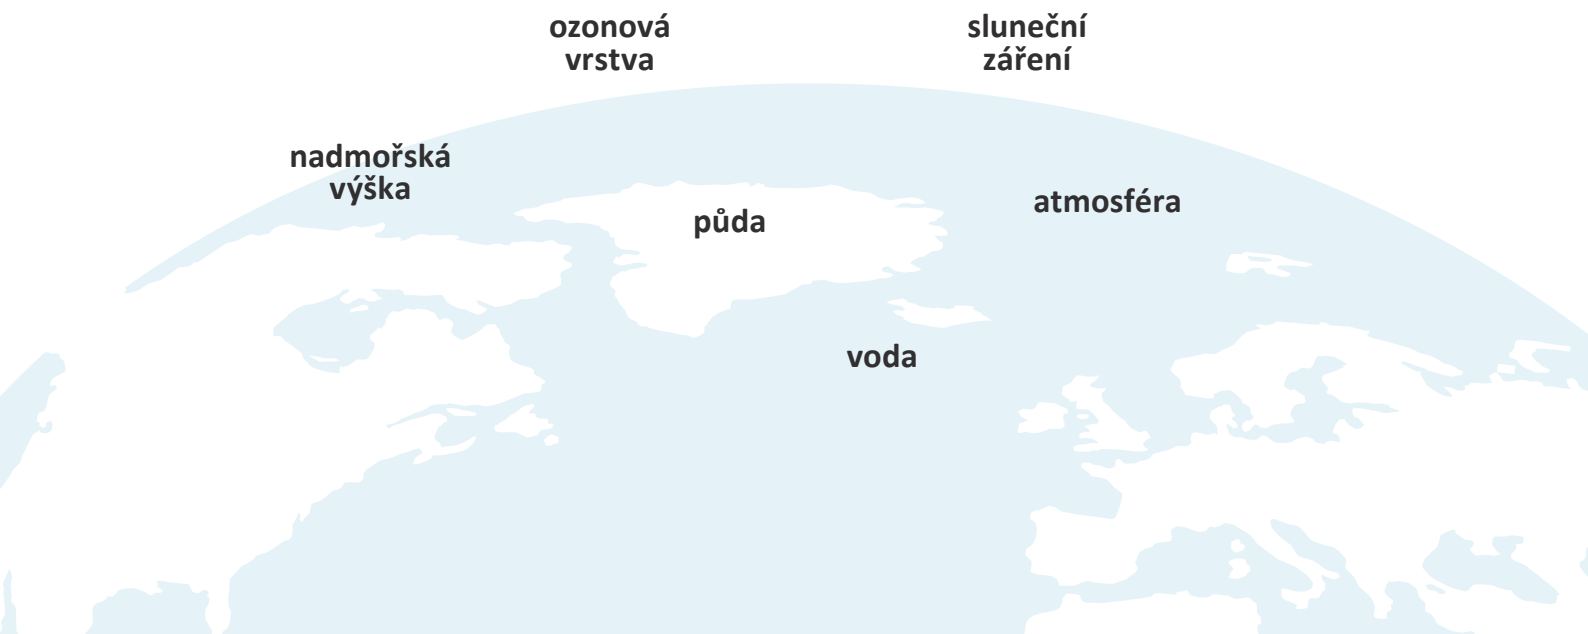 ozonová
vrstva
sluneční
záření
nadmořská
výška
půda
atmosféra
voda